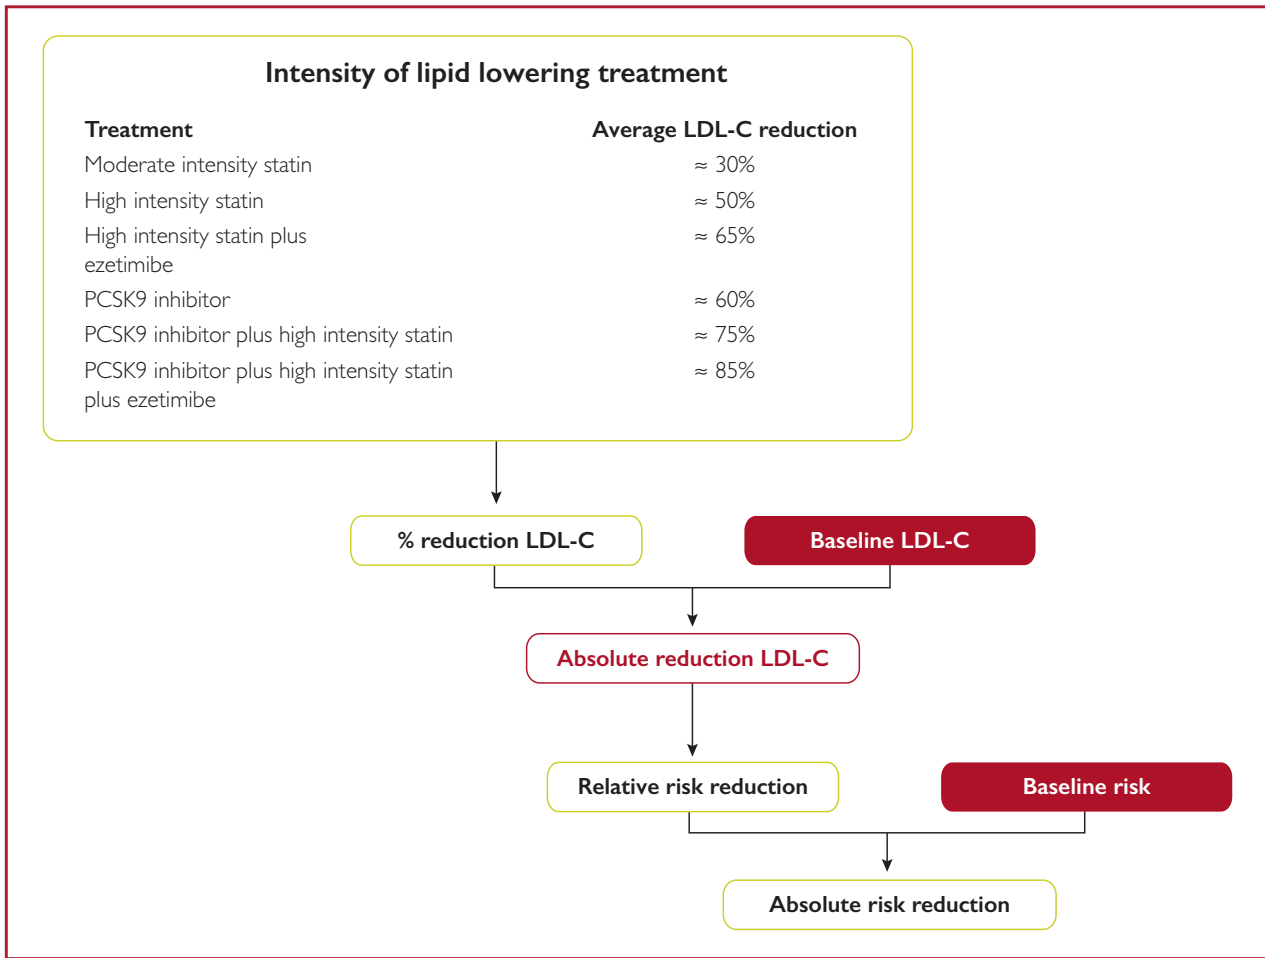 Intensity of lipid lowering treatment
Treatment Average LDL-C reduction
Moderate intensity statin ≈ 30%
High intensity statin ≈ 50%
High intensity statin plus ≈ 65%
ezetimibe
PCSK9 inhibitor ≈ 60%
PCSK9 inhibitor plus high intensity statin ≈ 75%
PCSK9 inhibitor plus high intensity statin ≈ 85%
plus ezetimibe
% reduction LDL-C Baseline LDL-C
Absolute reduction LDL-C
Relative risk reduction Baseline risk
Absolute risk reduction